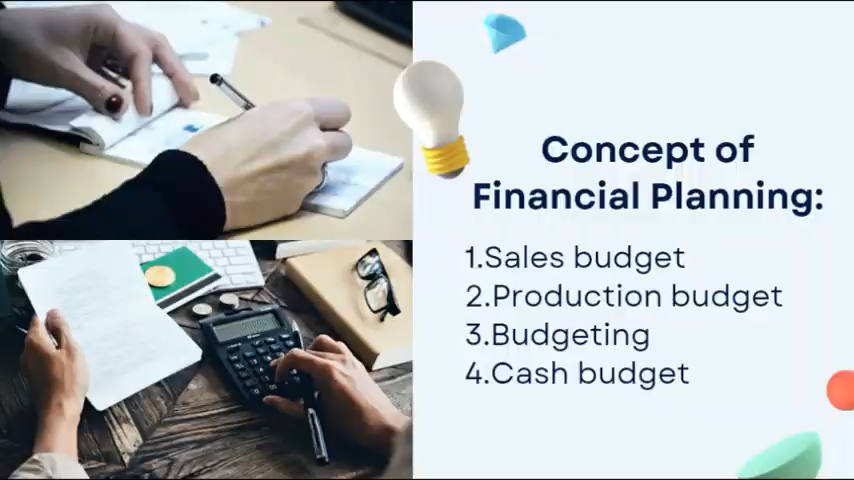 Concept of
Financial Planning:
1.Sales budget
2.Production budget
3.Budgeting
4.Cash budget